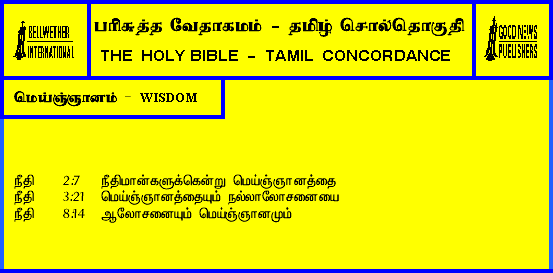 BELLWETHER
INTERNATIONAL
பரிசுத்த வேதாகமம் - தமிழ் சொல்தொகுதி
THE HOLY BIBLE - TAMIL CONCORDANCE
GOOD NEWS
PUBLISHERS
மெய்ஞ்ஞானம் - WISDOM
நீதி 2:7 நீதிமான்களுக்கென்று மெய்ஞ்ஞானத்தை
நீதி 3:21 மெய்ஞ்ஞானத்தையும் நல்லாலோசனையை
நீதி 8:14 ஆலோசனையும் மெய்ஞ்ஞானமும்